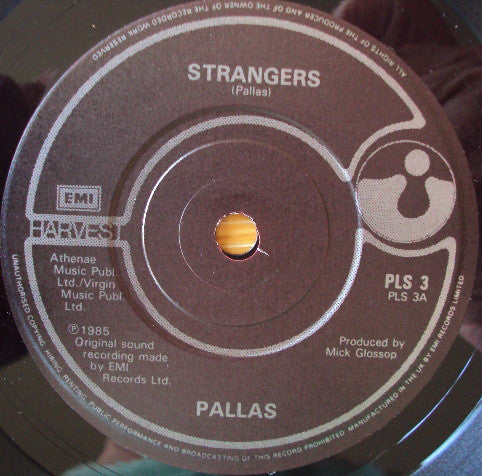 STRANGERS
(Pallas)
EMI
HARVEST
Athenae
Music Publ.
Ltd./Virgin
Music Publ.
Ltd.
PLS 3
PLS 3A
℗1985
Original sound
recording made
by EMI
Records Ltd.
Produced by
Mick Glossop
PALLAS
ALL RIGHTS OF THE PRODUCER AND OF THE OWNER OF THE RECORDED WORK RESERVED
UNAUTHORISED COPYING, HIRING, RENTING, PUBLIC PERFORMANCE AND BROADCASTING OF THIS RECORD PROHIBITED. MANUFACTURED IN THE UK BY EMI RECORDS LIMITED